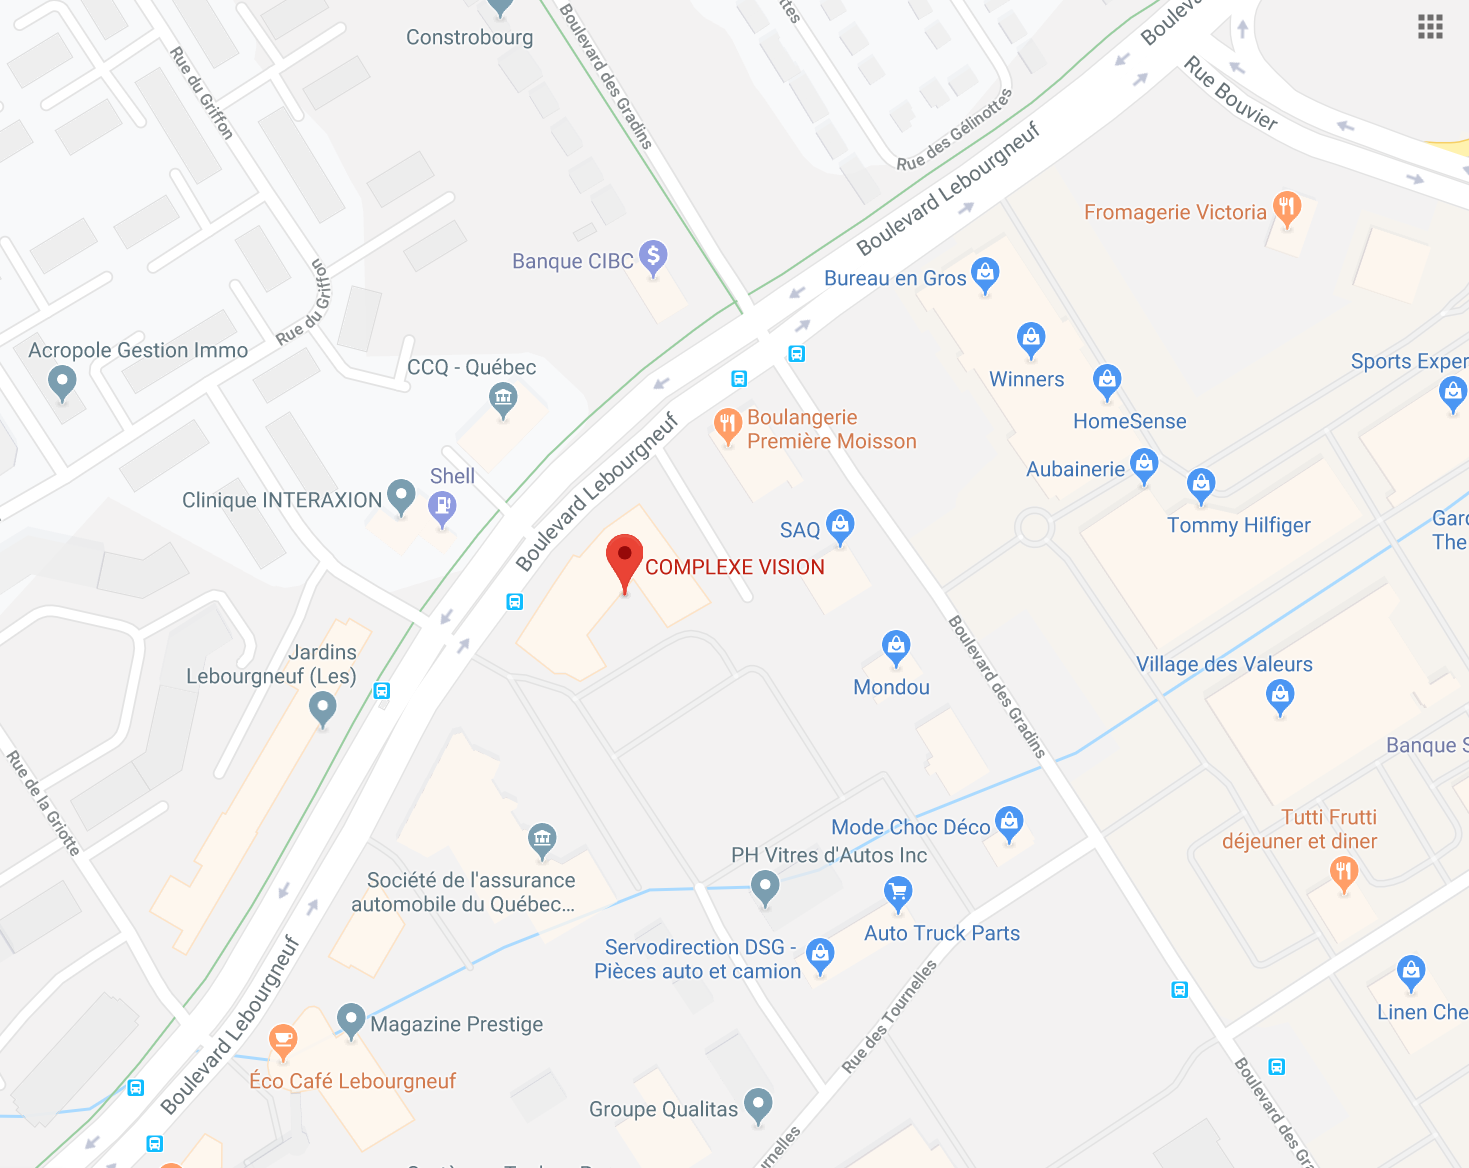 Constrobourg
Boulevard des Gradins
Rue du Griffon
Rue des Gélinottes
Boulevard Lebourgneuf
Rue Bouvier
Fromagerie Victoria
Banque CIBC
Bureau en Gros
Rue du Griffon
Acropole Gestion Immo
CCQ - Québec
Winners
Sports Exper
HomeSense
Boulangerie
Première Moisson
Boulevard Lebourgneuf
Aubainerie
Shell
Clinique INTERAXION
SAQ
Tommy Hilfiger
Gard
The
COMPLEXE VISION
Jardins
Lebourgneuf (Les)
Boulevard des Gradins
Village des Valeurs
Mondou
Banque S
Rue de la Griotte
Mode Choc Déco
Tutti Frutti
déjeuner et diner
PH Vitres d'Autos Inc
Société de l'assurance
automobile du Québec...
Auto Truck Parts
Servodirection DSG -
Pièces auto et camion
Boulevard Lebourgneuf
Rue des Tournelles
Linen Che
Magazine Prestige
Éco Café Lebourgneuf
Groupe Qualitas
Boulevard des Gra